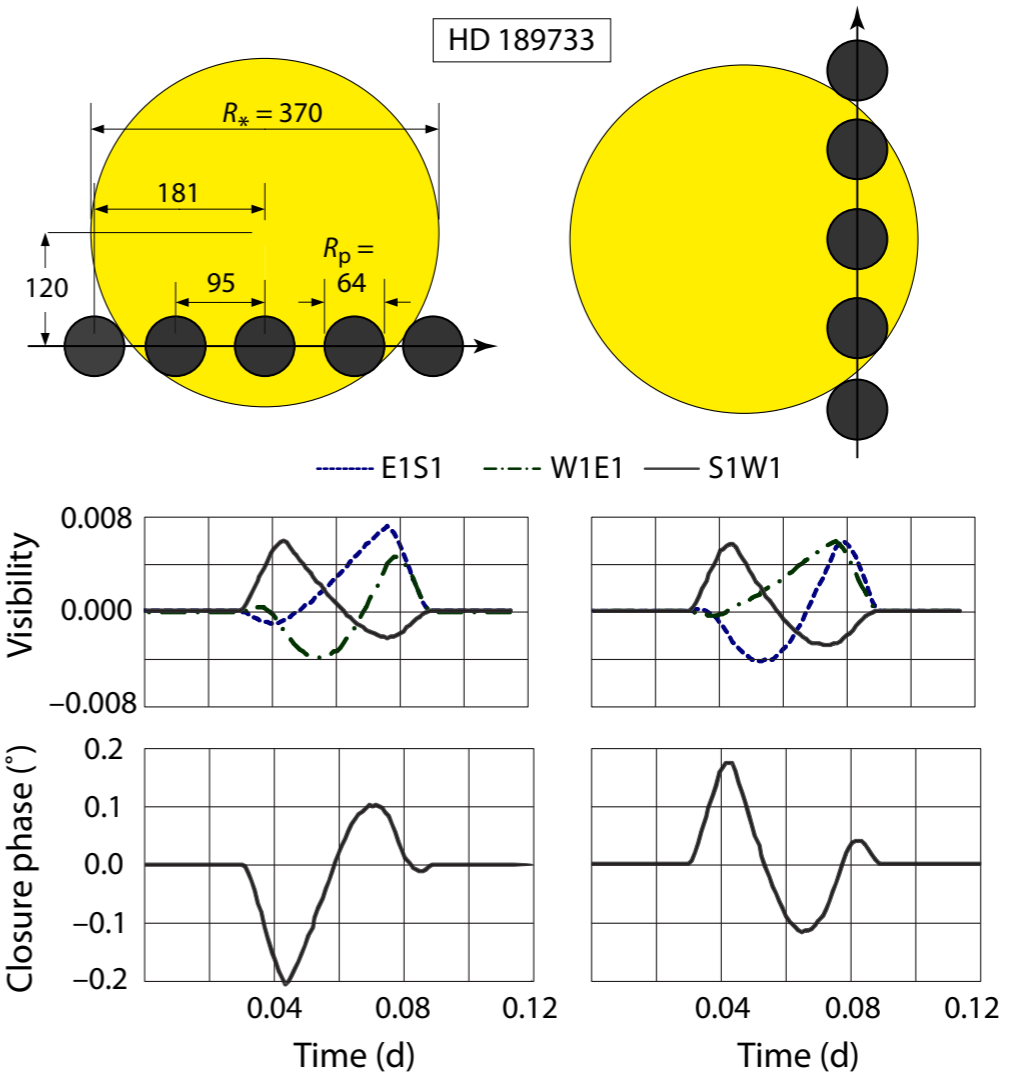 HD 189733
R* = 370
181
120
95
Rp =
64
E1S1 W1E1 S1W1
Visibility
0.008
0.000
−0.008
Closure phase (°)
0.2
0.1
0.0
−0.1
−0.2
0.04 0.08 0.12
0.04 0.08 0.12
Time (d)
Time (d)